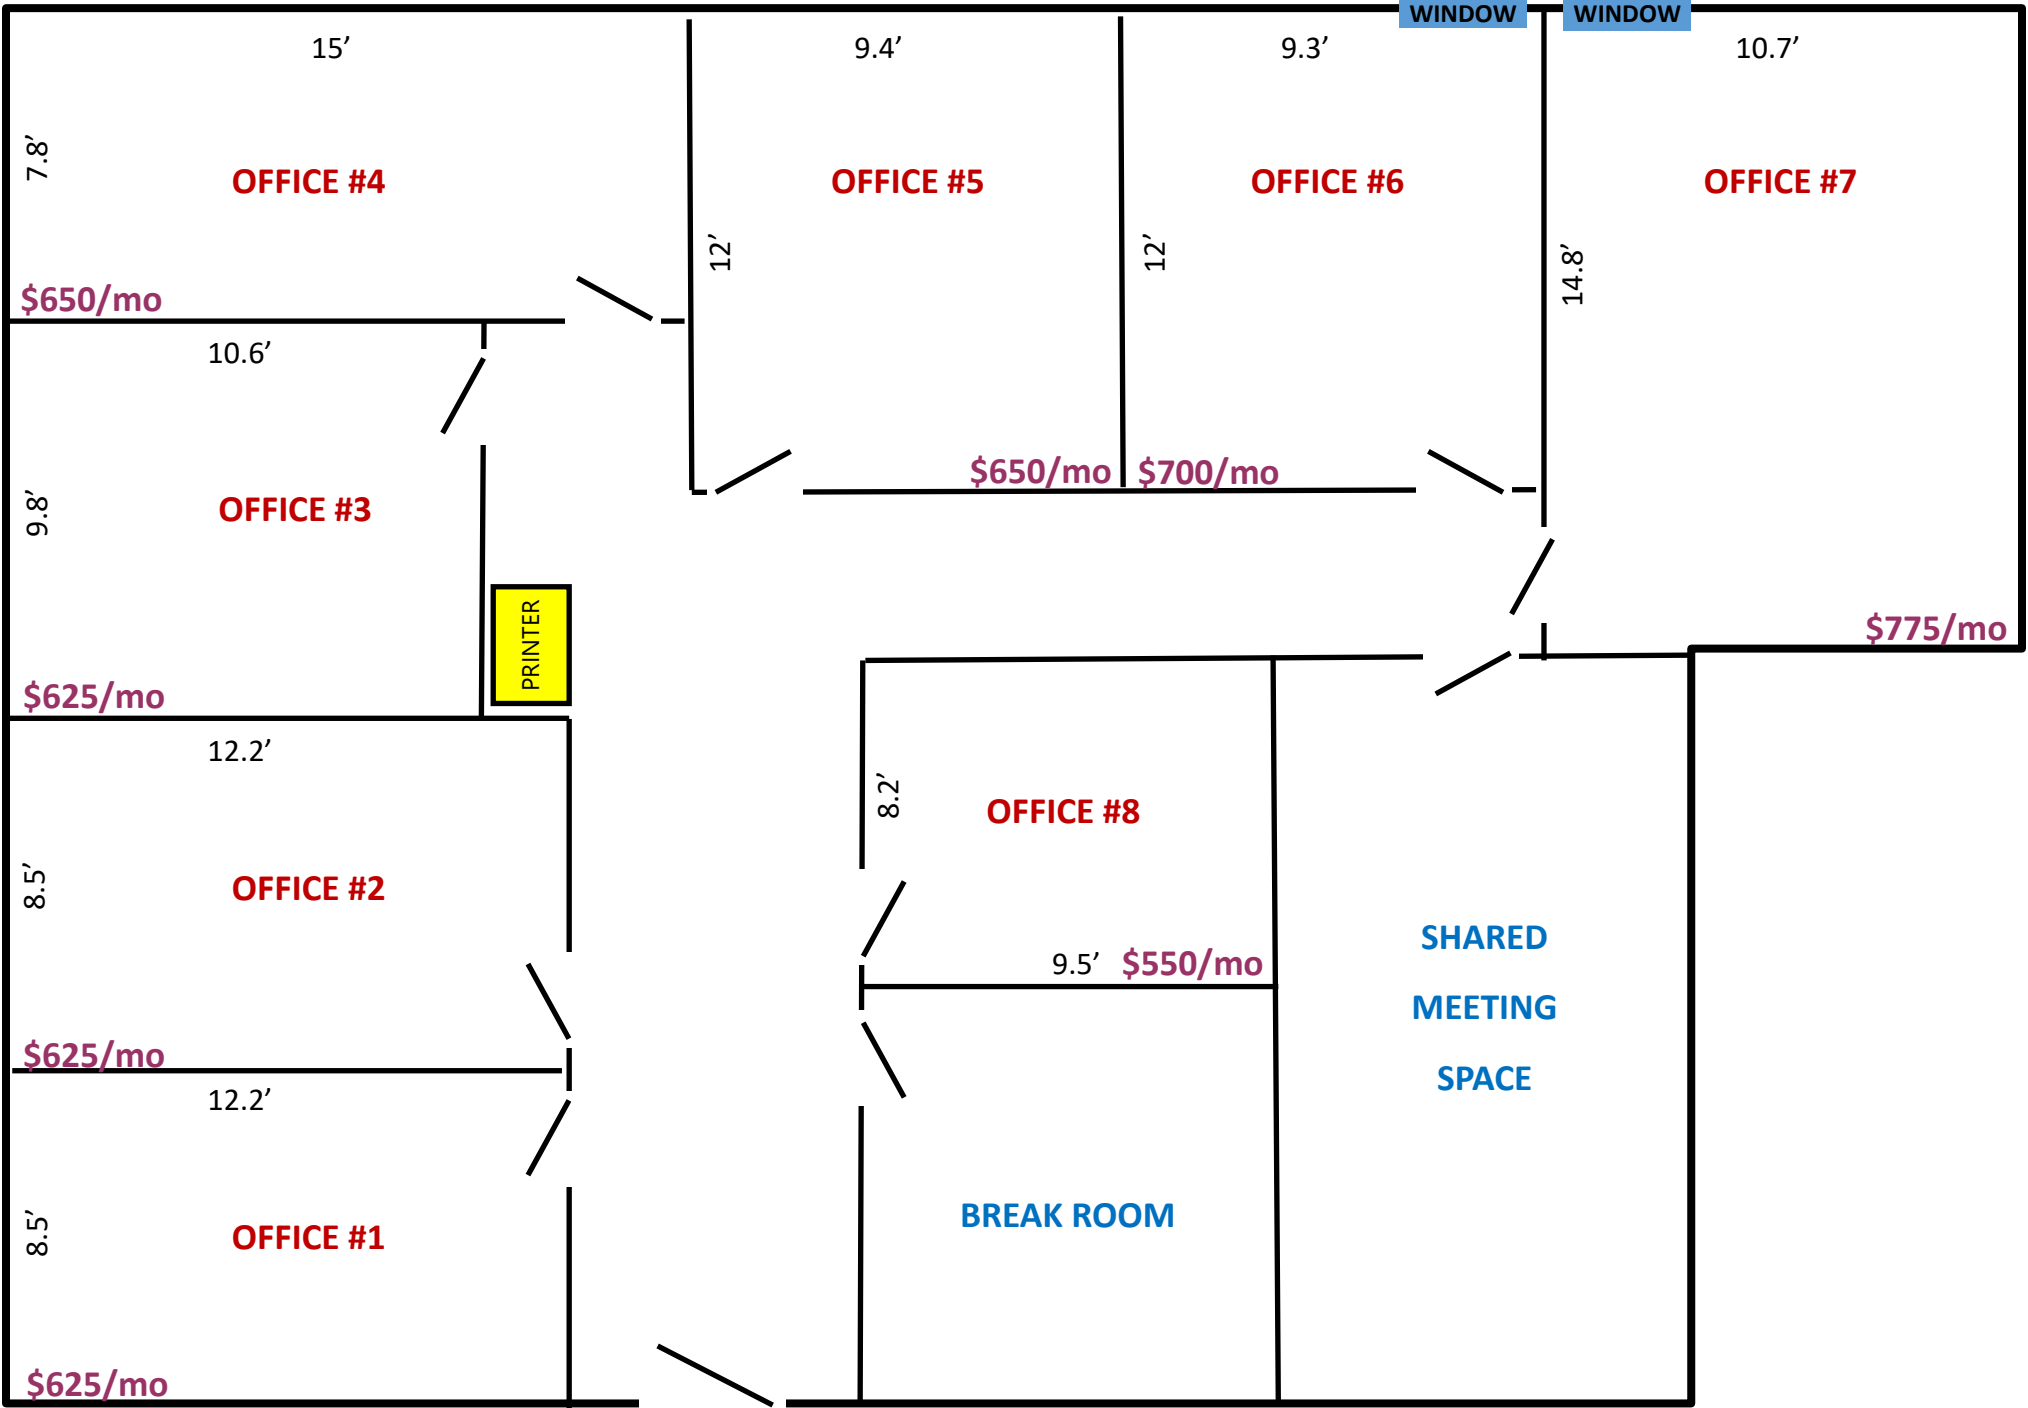 WINDOW
WINDOW
15’
9.4’
9.3’
10.7’
7.8’
OFFICE #4
OFFICE #5
OFFICE #6
OFFICE #7
12’
12’
14.8’
$650/mo
10.6’
$650/mo
$700/mo
9.8’
OFFICE #3
PRINTER
$775/mo
$625/mo
12.2’
8.2’
OFFICE #8
8.5’
OFFICE #2
SHARED
MEETING
SPACE
9.5’
$550/mo
$625/mo
12.2’
8.5’
OFFICE #1
BREAK ROOM
$625/mo